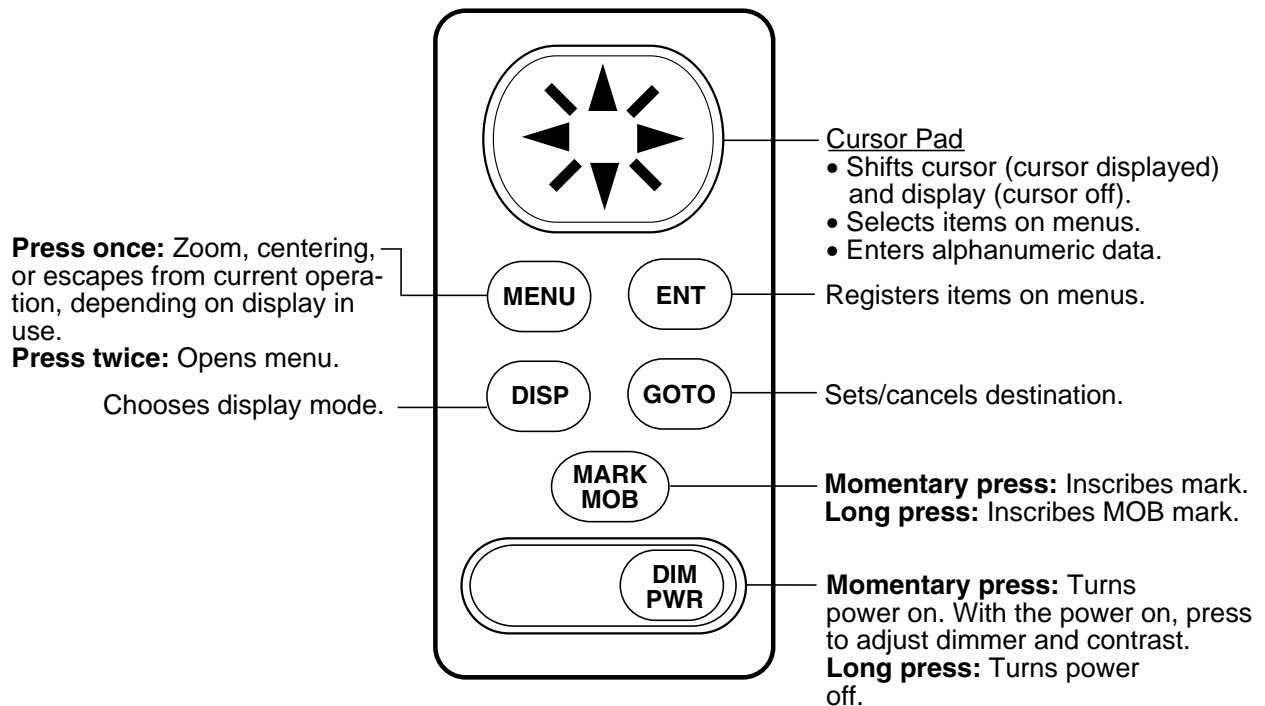 Cursor Pad
• Shifts cursor (cursor displayed)
and display (cursor off).
• Selects items on menus.
• Enters alphanumeric data.
Press once: Zoom, centering,
or escapes from current opera-
tion, depending on display in
use.
Press twice: Opens menu.
MENU
ENT
Registers items on menus.
Chooses display mode.
DISP
GOTO
Sets/cancels destination.
MARK
MOB
Momentary press: Inscribes mark.
Long press: Inscribes MOB mark.
DIM
PWR
Momentary press: Turns
power on. With the power on, press
to adjust dimmer and contrast.
Long press: Turns power
off.